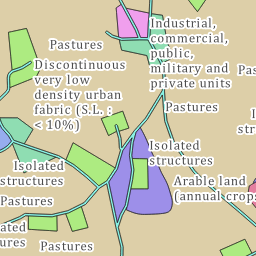 Industrial,
commercial,
public,
military and
private units
Pastures
Discontinuous
very low
density urban
fabric (S.L. :
< 10%)
Pas
Pastures
Isolated
structures
Isolated
structures
Arable land
(annual crops
Pastures
Pastures